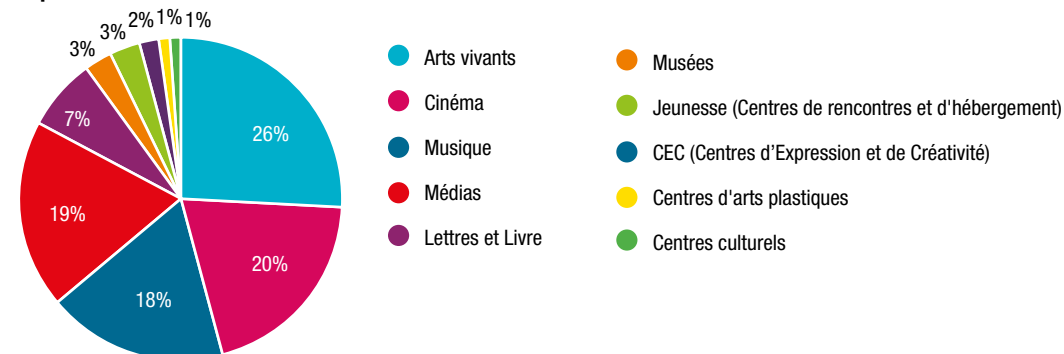 26%
20%
18%
19%
7%
3%
3%
2%
1%
1%
Arts vivants
Cinéma
Musique
Médias
Lettres et Livre
Musées
Jeunesse (Centres de rencontres et d'hébergement)
CEC (Centres d’Expression et de Créativité)
Centres d'arts plastiques
Centres culturels